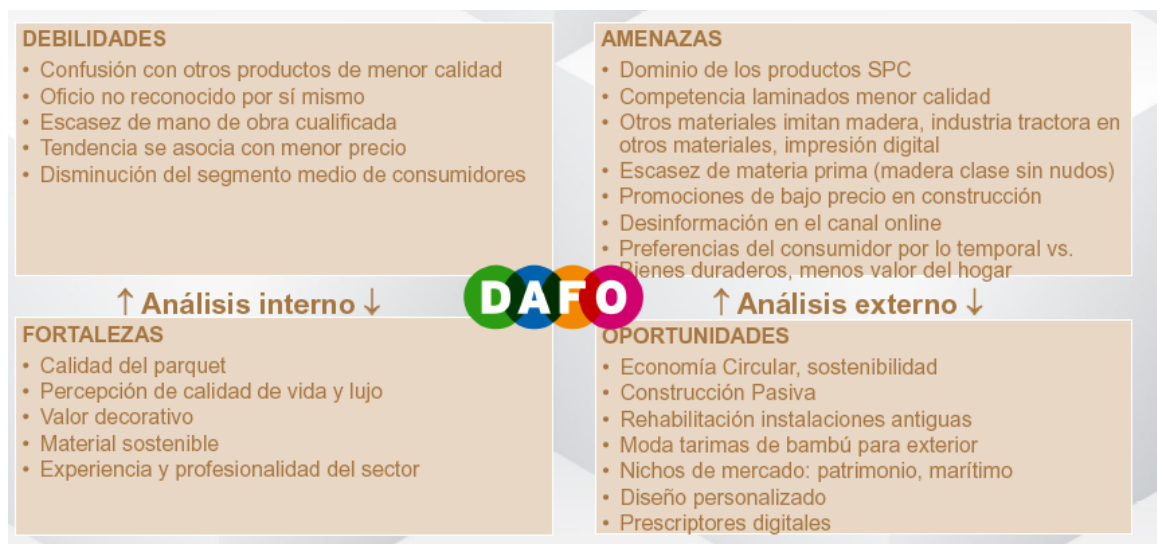 DEBILIDADES
• Confusión con otros productos de menor calidad
• Oficio no reconocido por sí mismo
• Escasez de mano de obra cualificada
• Tendencia se asocia con menor precio
• Disminución del segmento medio de consumidores
AMENAZAS
• Dominio de los productos SPC
• Competencia laminados menor calidad
• Otros materiales imitan madera, industria tractora en
otros materiales, impresión digital
• Escasez de materia prima (madera clase sin nudos)
• Promociones de bajo precio en construcción
• Desinformación en el canal online
• Preferencias del consumidor por lo temporal vs.
Bienes duraderos, menos valor del hogar
↑ Análisis interno ↓
DAFO
↑ Análisis externo ↓
FORTALEZAS
• Calidad del parquet
• Percepción de calidad de vida y lujo
• Valor decorativo
• Material sostenible
• Experiencia y profesionalidad del sector
OPORTUNIDADES
• Economía Circular, sostenibilidad
• Construcción Pasiva
• Rehabilitación instalaciones antiguas
• Moda tarimas de bambú para exterior
• Nichos de mercado: patrimonio, marítimo
• Diseño personalizado
• Prescriptores digitales